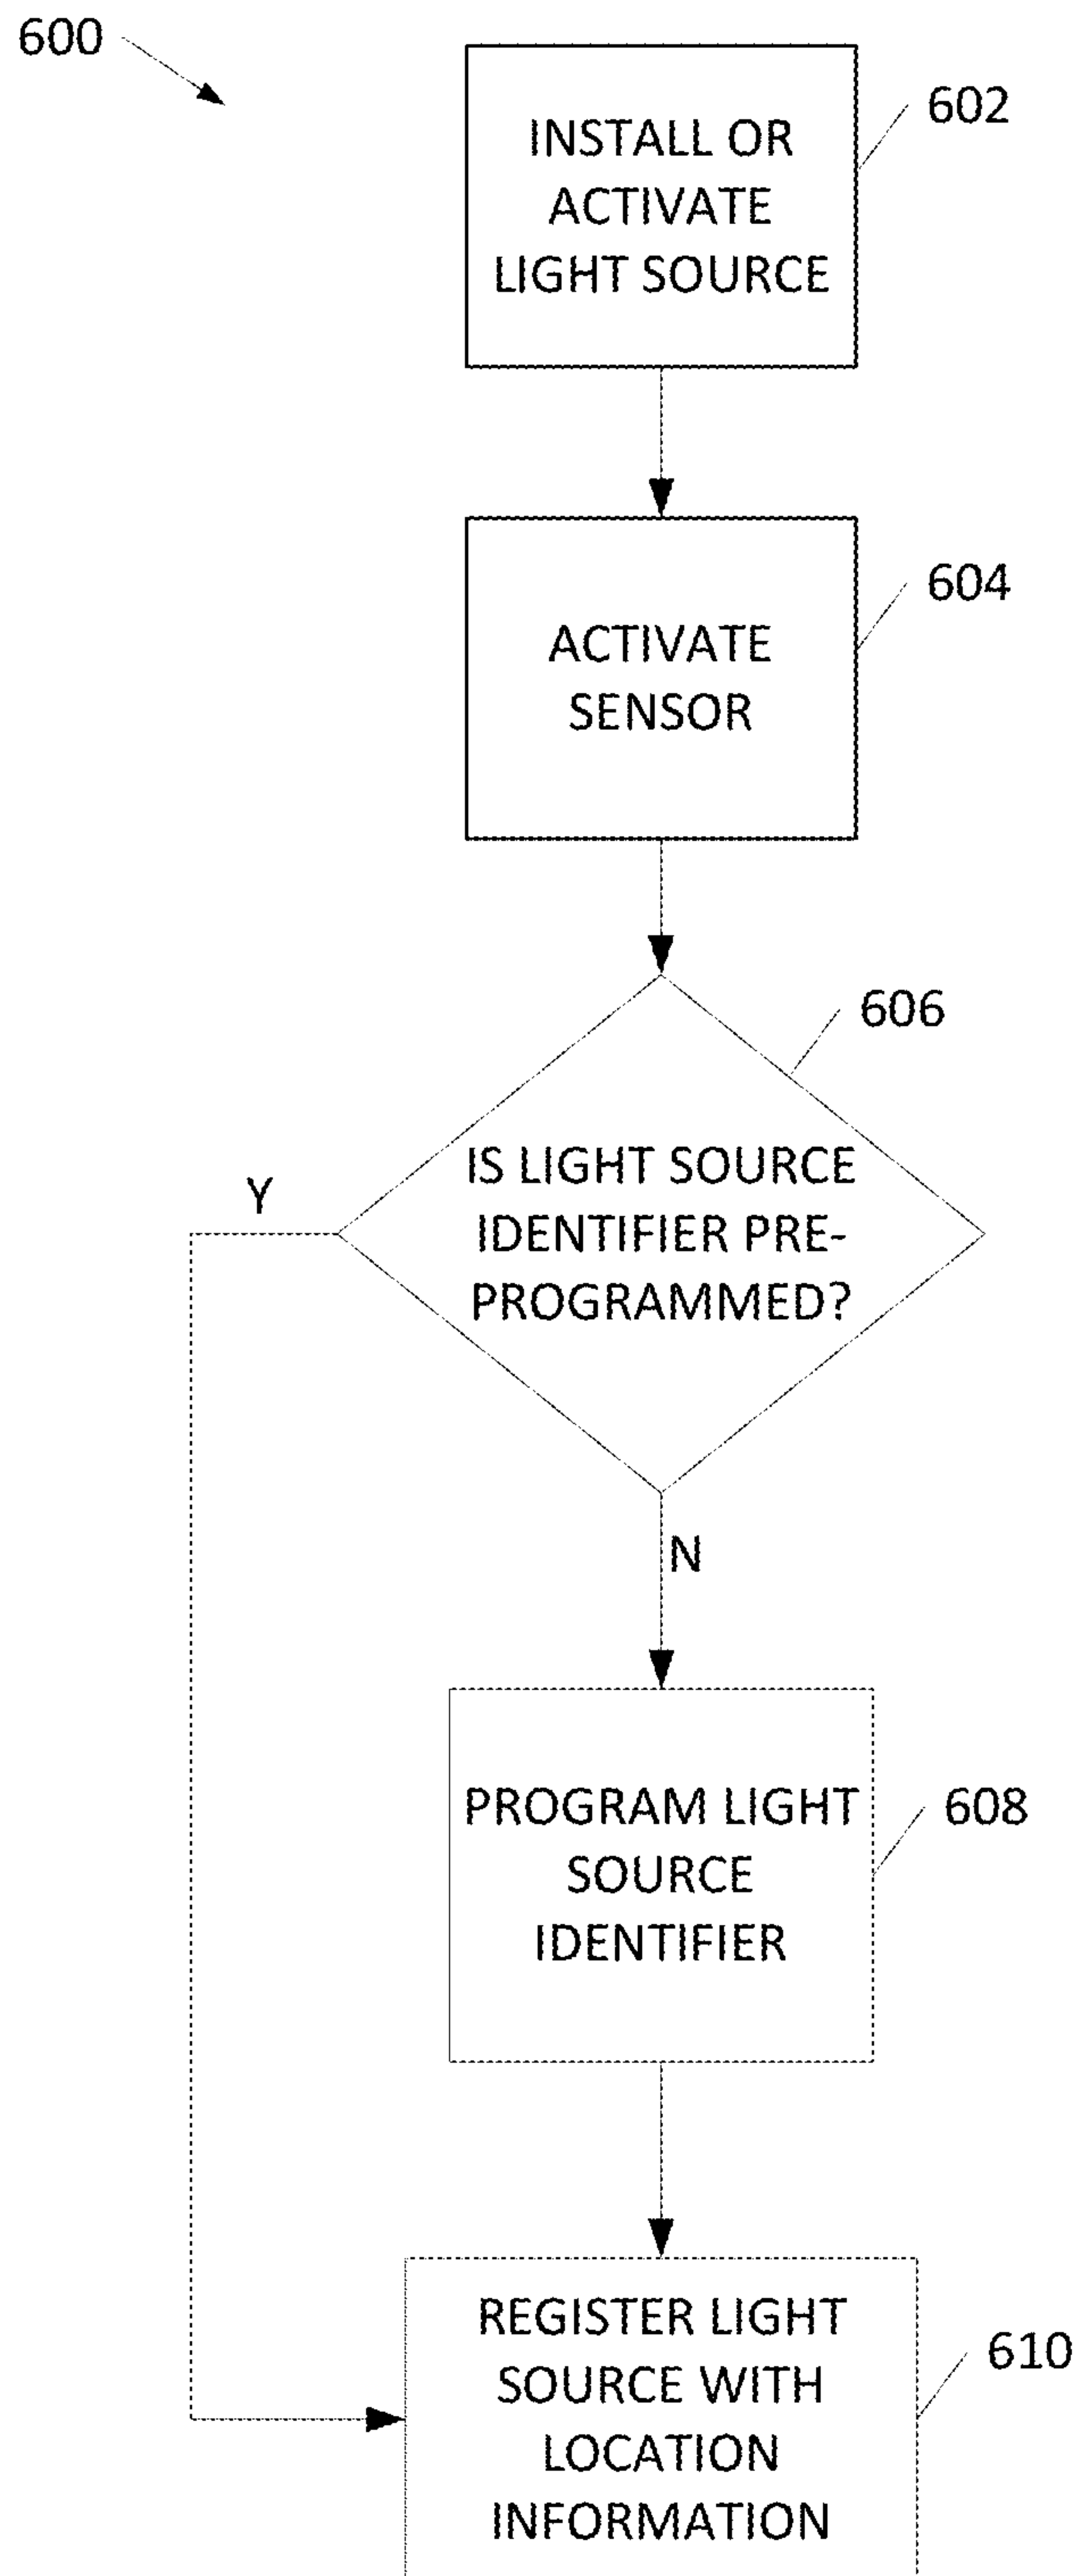 600
INSTALL OR
ACTIVATE
LIGHT SOURCE
602
ACTIVATE
SENSOR
604
606
IS LIGHT SOURCE
IDENTIFIER PRE-
PROGRAMMED?
Y
N
PROGRAM LIGHT
SOURCE
IDENTIFIER
608
REGISTER LIGHT
SOURCE WITH
LOCATION
INFORMATION
610